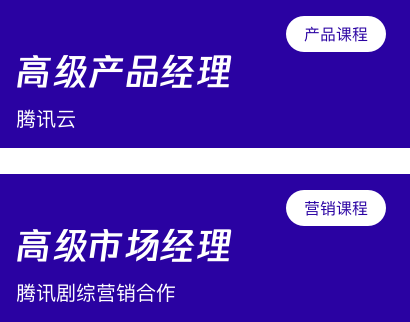 产品课程
高级产品经理
腾讯云
营销课程
高级市场经理
腾讯剧综营销合作